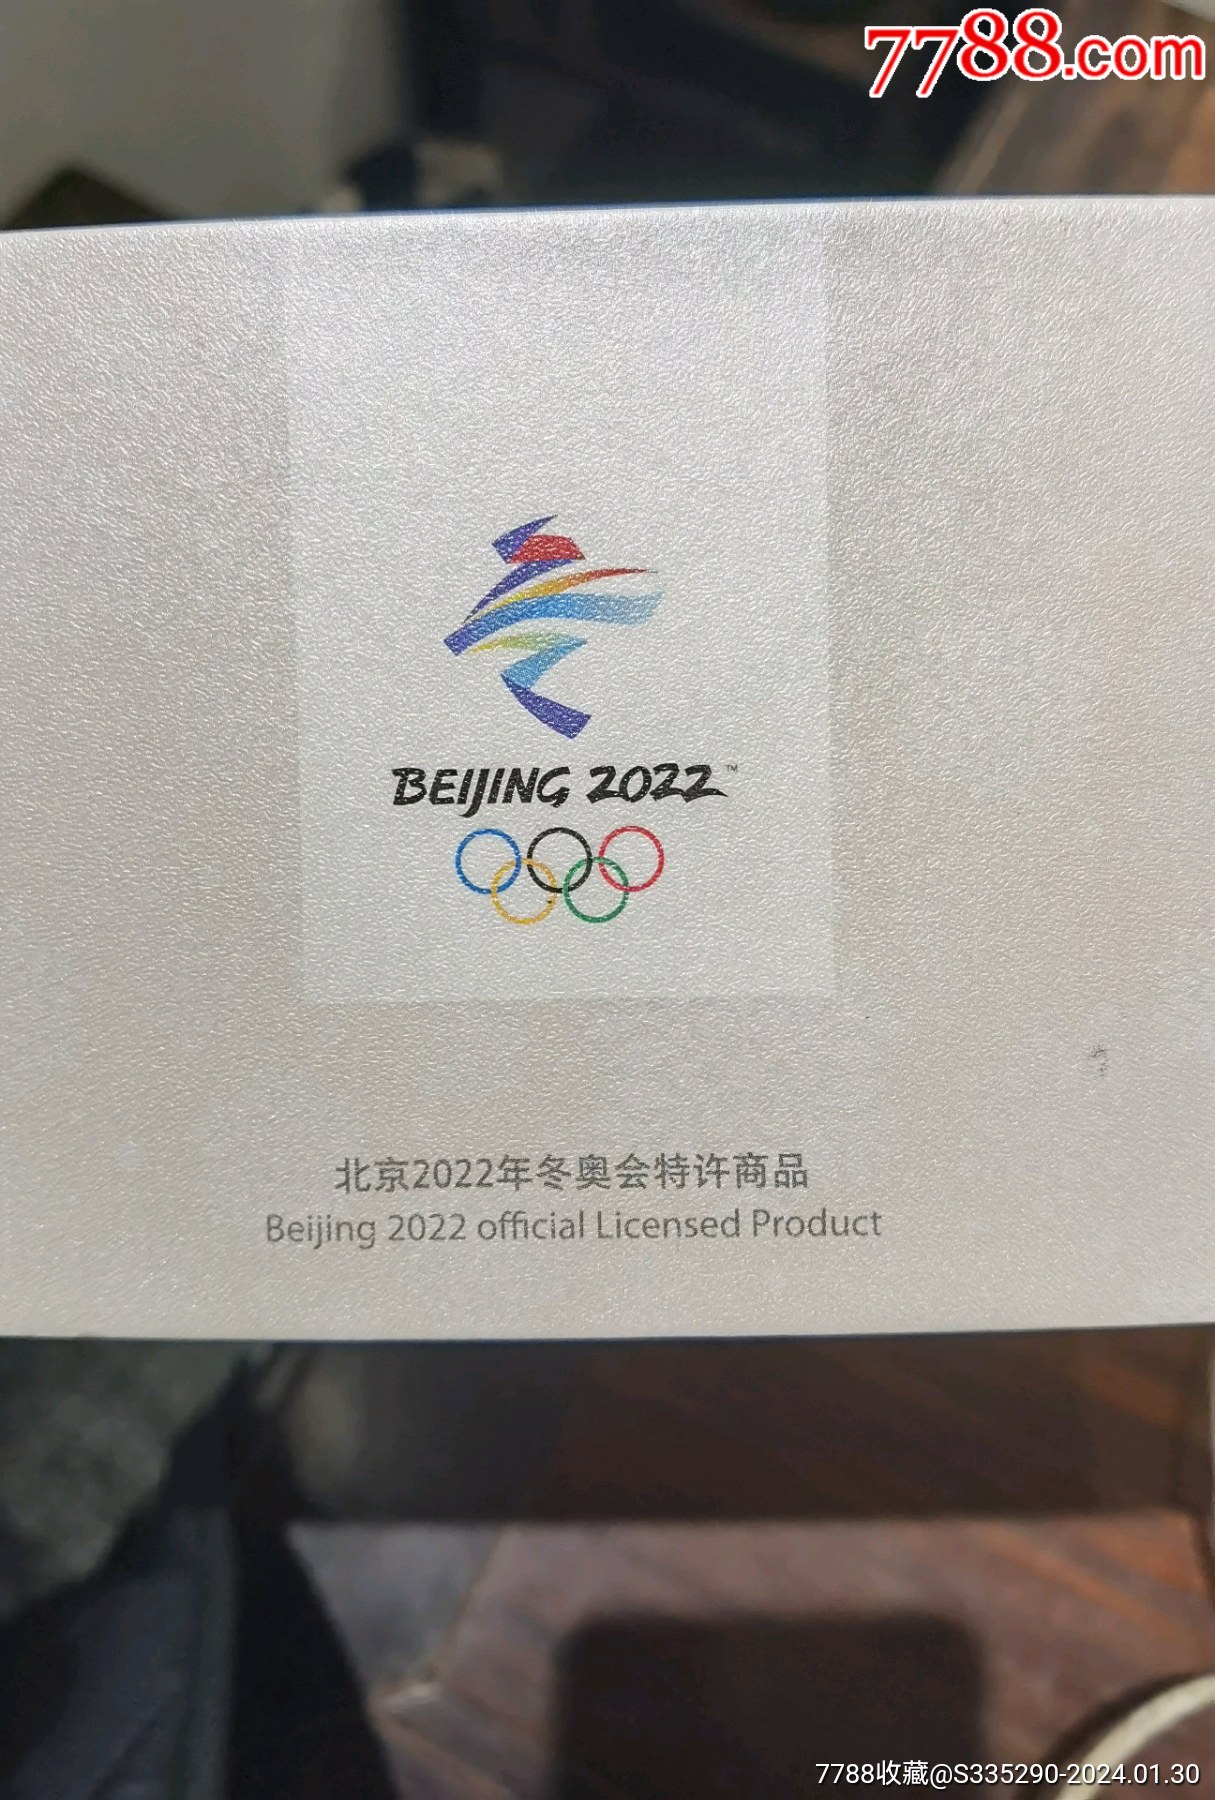 7788.com
BEIJING 2022™
北京2022年冬奥会特许商品
Beijing 2022 official Licensed Product
7788收藏@S335290-2024.01.30